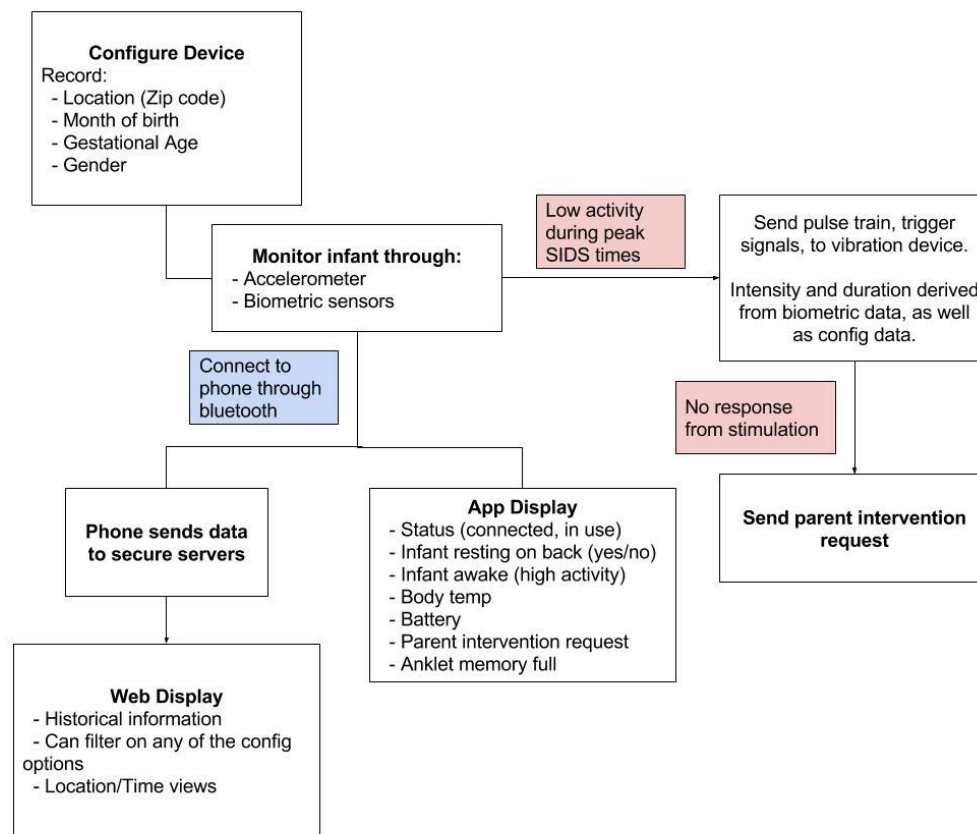 Configure Device
Record:
- Location (Zip code)
- Month of birth
- Gestational Age
- Gender
Low activity
during peak
SIDS times
Send pulse train, trigger
signals, to vibration device.
Intensity and duration derived
from biometric data, as well
as config data.
Monitor infant through:
- Accelerometer
- Biometric sensors
Connect to
phone through
bluetooth
No response
from stimulation
Phone sends data
to secure servers
App Display
- Status (connected, in use)
- Infant resting on back (yes/no)
- Infant awake (high activity)
- Body temp
- Battery
- Parent intervention request
- Anklet memory full
Send parent intervention
request
Web Display
- Historical information
- Can filter on any of the config
options
- Location/Time views